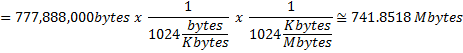 = 777,888,000bytes x 1/(1024 bytes/Kbytes) x 1/(1024 Kbytes/Mbytes) ≅ 741.8518 Mbytes